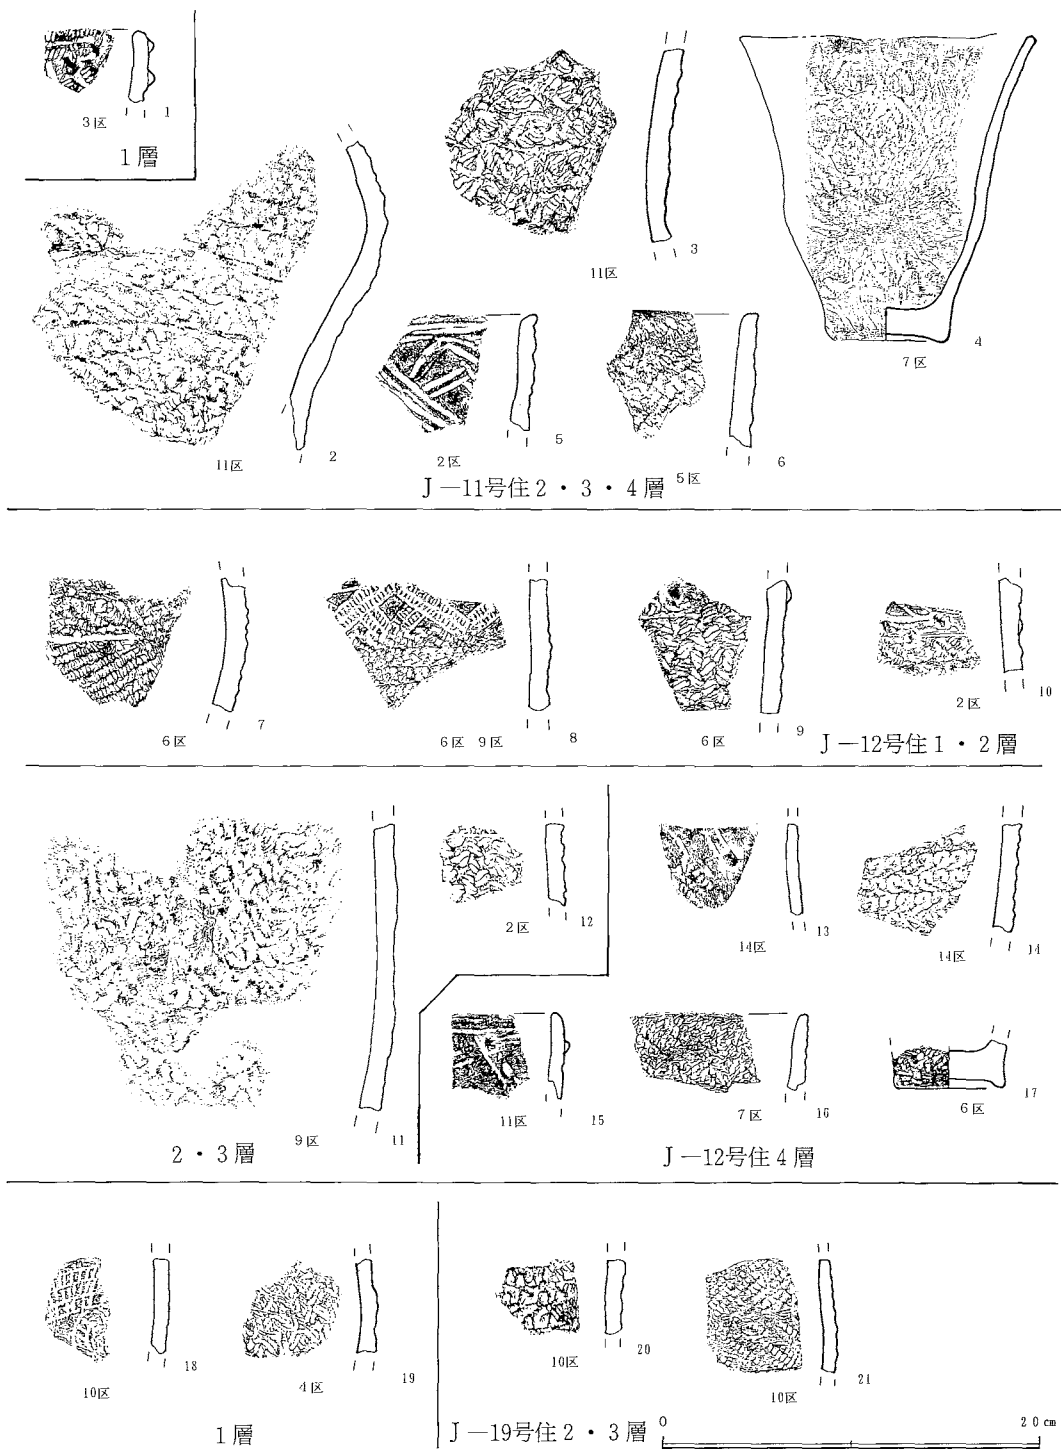 3区 1
1層
11区 2
11区 3
7区 4
2区 5
5区 6
J―11号住2・3・4層
6区 7
6区 9区 8
6区 9
2区 10
J―12号住1・2層
9区 11
2区 12
2・3層
14区 13
14区 14
11区 15
7区 16
6区 17
J―12号住4層
10区 18
4区 19
1層
10区 20
10区 21
J―19号住2・3層
0 20cm